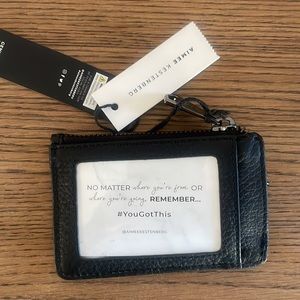 AIMEE
KESTENBERG
NO MATTER where you're from OR
where you're going, REMEMBER...
#YouGotThis
@AIMEEKESTENBERG